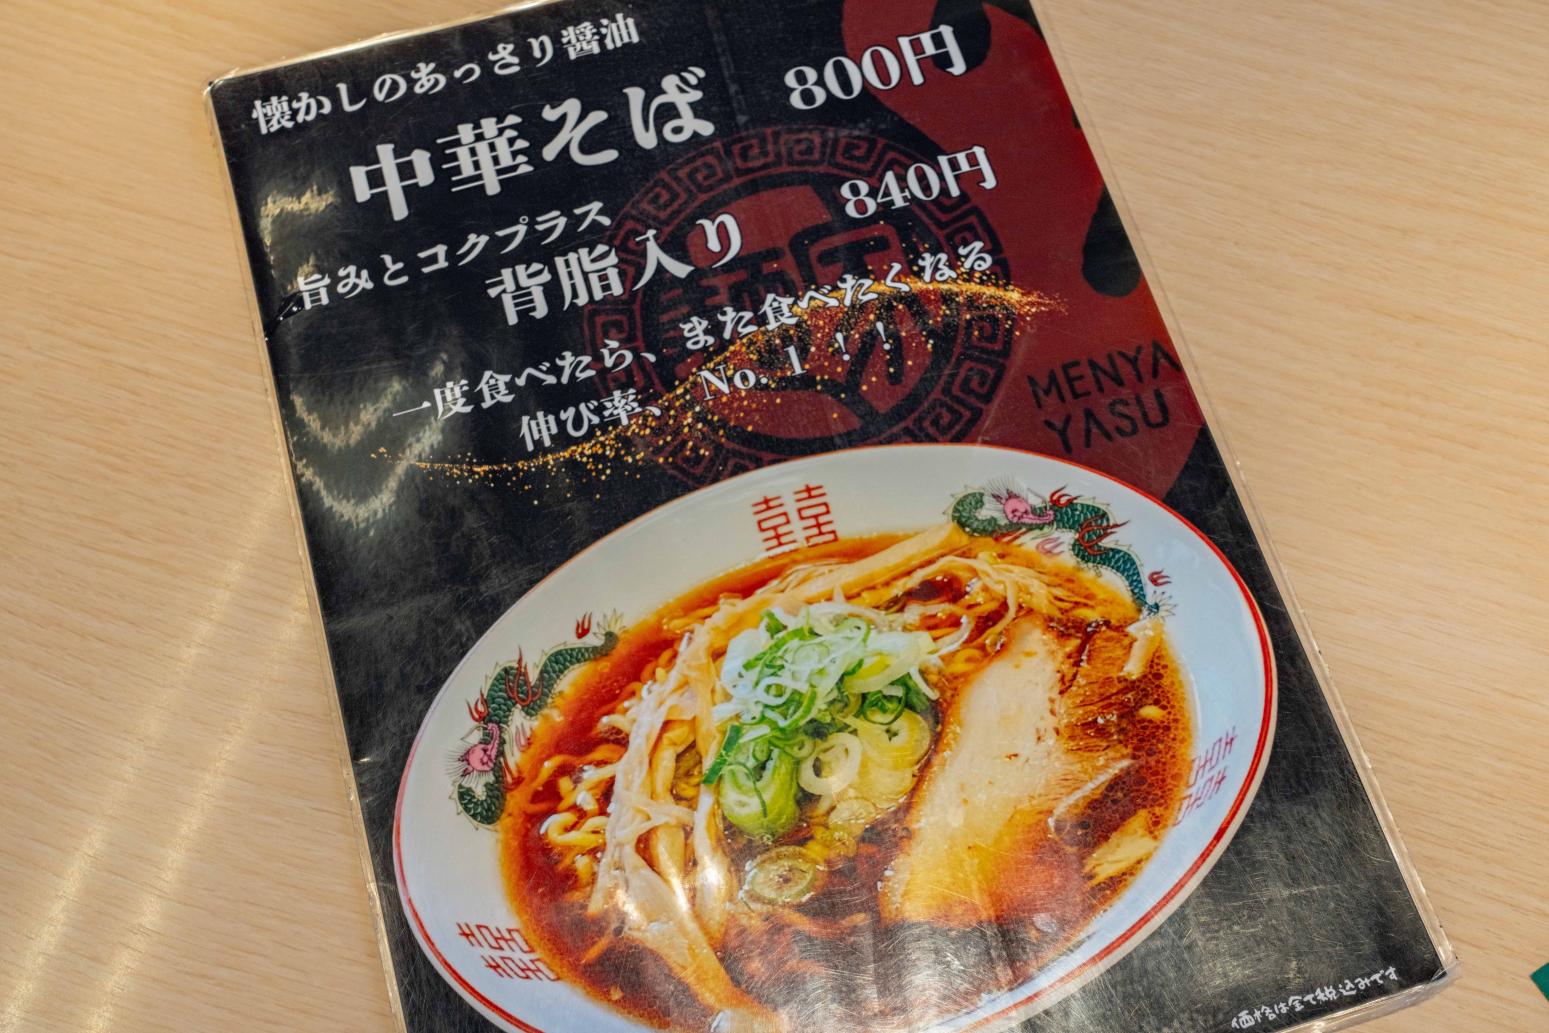 懐かしのあっさり醤油
中華そば 800円
旨みとコクプラス
背脂入り 840円
一度食べたら、また食べたくなる
伸び率、 No. 1！！
MENYA
YASU
囍
価格は全て税込みです